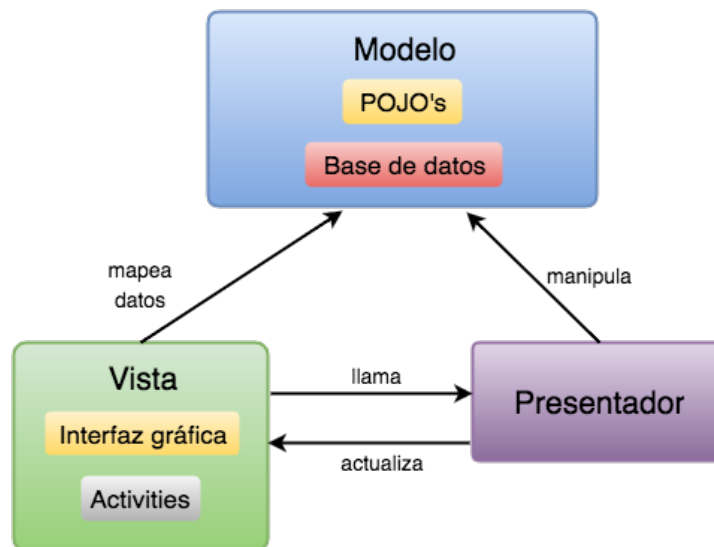 Modelo
POJO's
Base de datos
mapea
datos
manipula
Vista
Interfaz gráfica
Activities
llama
actualiza
Presentador